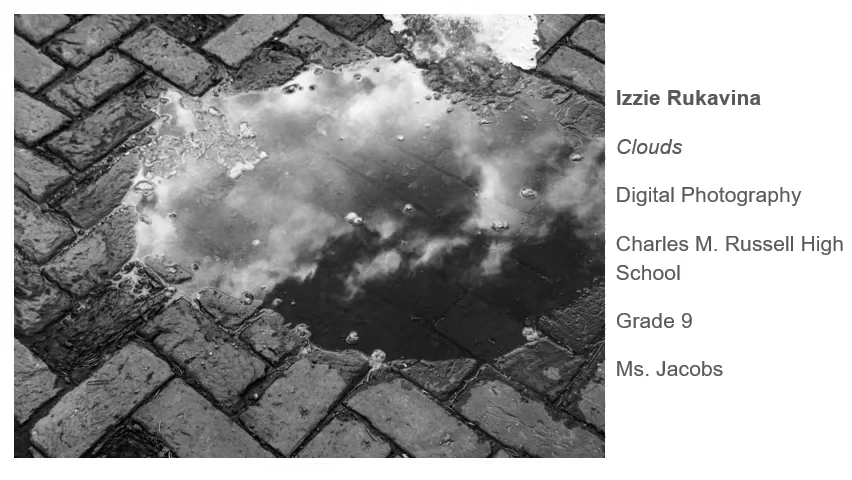 Izzie Rukavina
Clouds
Digital Photography
Charles M. Russell High
School
Grade 9
Ms. Jacobs